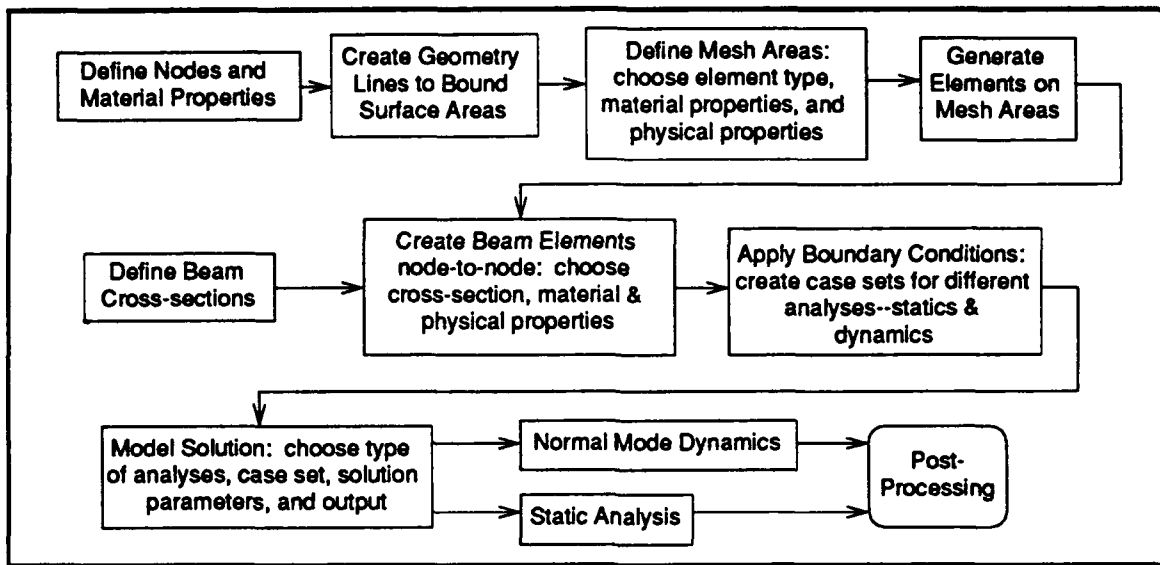 Define Nodes and
Material Properties
Create Geometry
Lines to Bound
Surface Areas
Define Mesh Areas:
choose element type,
material properties, and
physical properties
Generate
Elements on
Mesh Areas
Define Beam
Cross-sections
Create Beam Elements
node-to-node: choose
cross-section, material &
physical properties
Apply Boundary Conditions:
create case sets for different
analyses--statics &
dynamics
Model Solution: choose type
of analyses, case set, solution
parameters, and output
Normal Mode Dynamics
Static Analysis
Post-
Processing